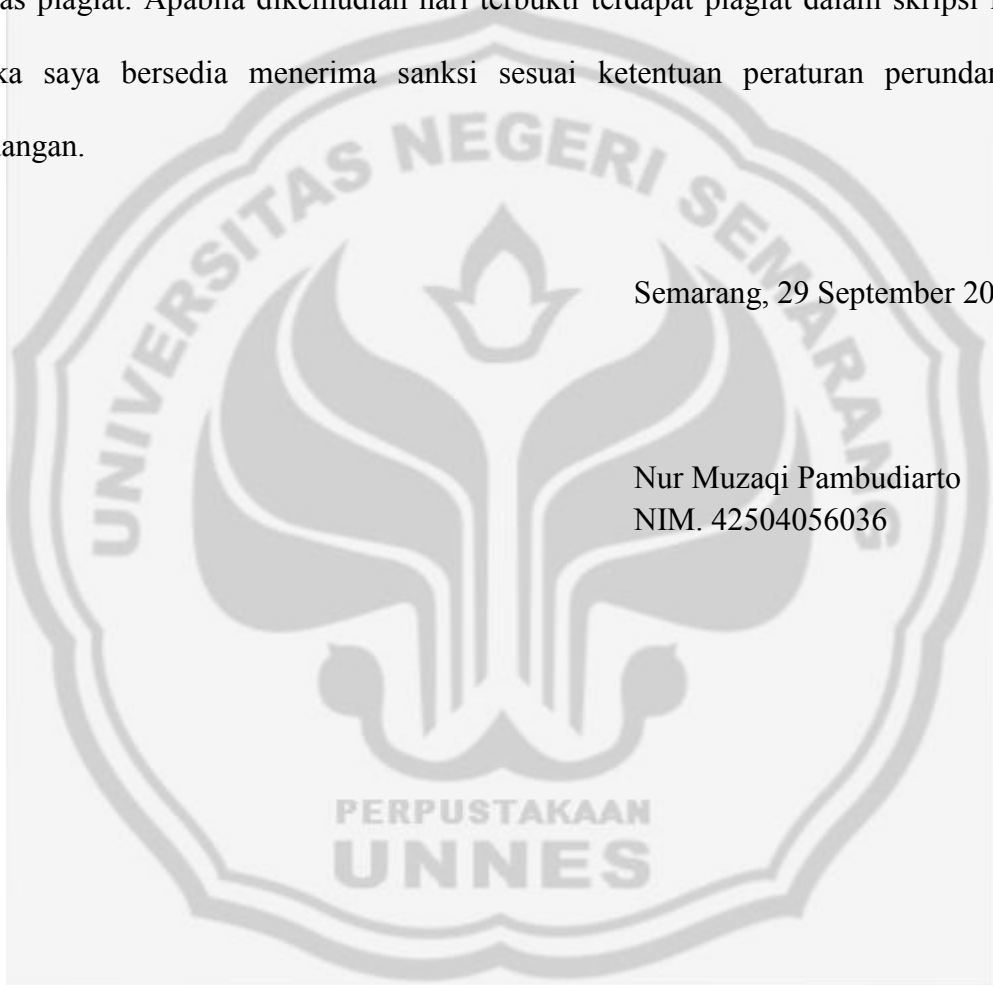 as plagiat. Apabila dikemudian hari terbukti terdapat plagiat dalam skripsi
ka saya bersedia menerima sanksi sesuai ketentuan peraturan perundan
angan.
UNIVERSITAS NEGERI SEMARANG
Semarang, 29 September 20
Nur Muzaqi Pambudiarto
NIM. 42504056036
PERPUSTAKAAN
UNNES